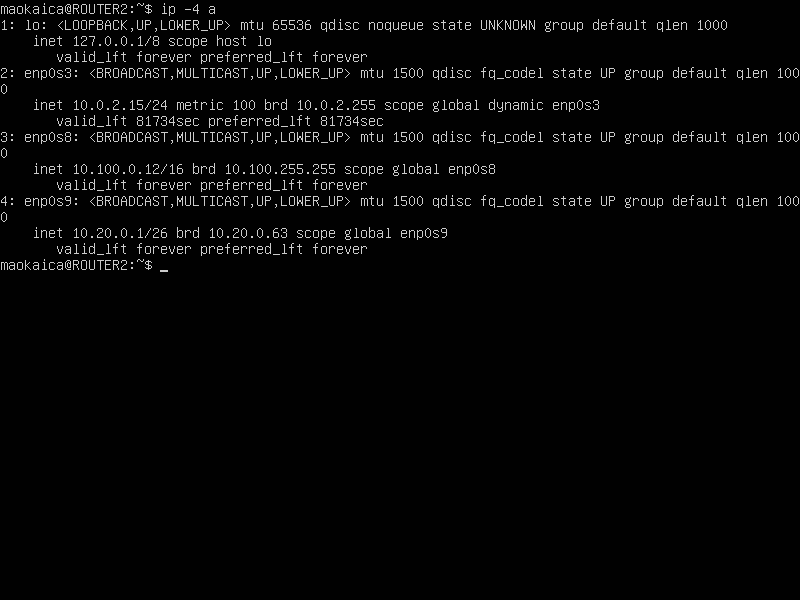 maokaica@ROUTER2:~$ ip -4 a
1: lo: <LOOPBACK,UP,LOWER_UP> mtu 65536 qdisc noqueue state UNKNOWN group default qlen 1000
    inet 127.0.0.1/8 scope host lo
       valid_lft forever preferred_lft forever
2: enp0s3: <BROADCAST,MULTICAST,UP,LOWER_UP> mtu 1500 qdisc fq_codel state UP group default qlen 100
0
    inet 10.0.2.15/24 metric 100 brd 10.0.2.255 scope global dynamic enp0s3
       valid_lft 81734sec preferred_lft 81734sec
3: enp0s8: <BROADCAST,MULTICAST,UP,LOWER_UP> mtu 1500 qdisc fq_codel state UP group default qlen 100
0
    inet 10.100.0.12/16 brd 10.100.255.255 scope global enp0s8
       valid_lft forever preferred_lft forever
4: enp0s9: <BROADCAST,MULTICAST,UP,LOWER_UP> mtu 1500 qdisc fq_codel state UP group default qlen 100
0
    inet 10.20.0.1/26 brd 10.20.0.63 scope global enp0s9
       valid_lft forever preferred_lft forever
maokaica@ROUTER2:~$ _